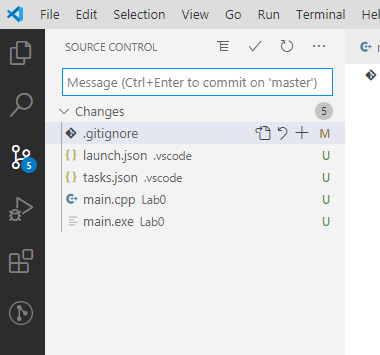 File Edit Selection View Go Run Terminal
SOURCE CONTROL
Message (Ctrl+Enter to commit on 'master')
Changes 5
.gitignore M
launch.json .vscode U
5
tasks.json .vscode U
main.cpp Lab0 U
main.exe Lab0 U